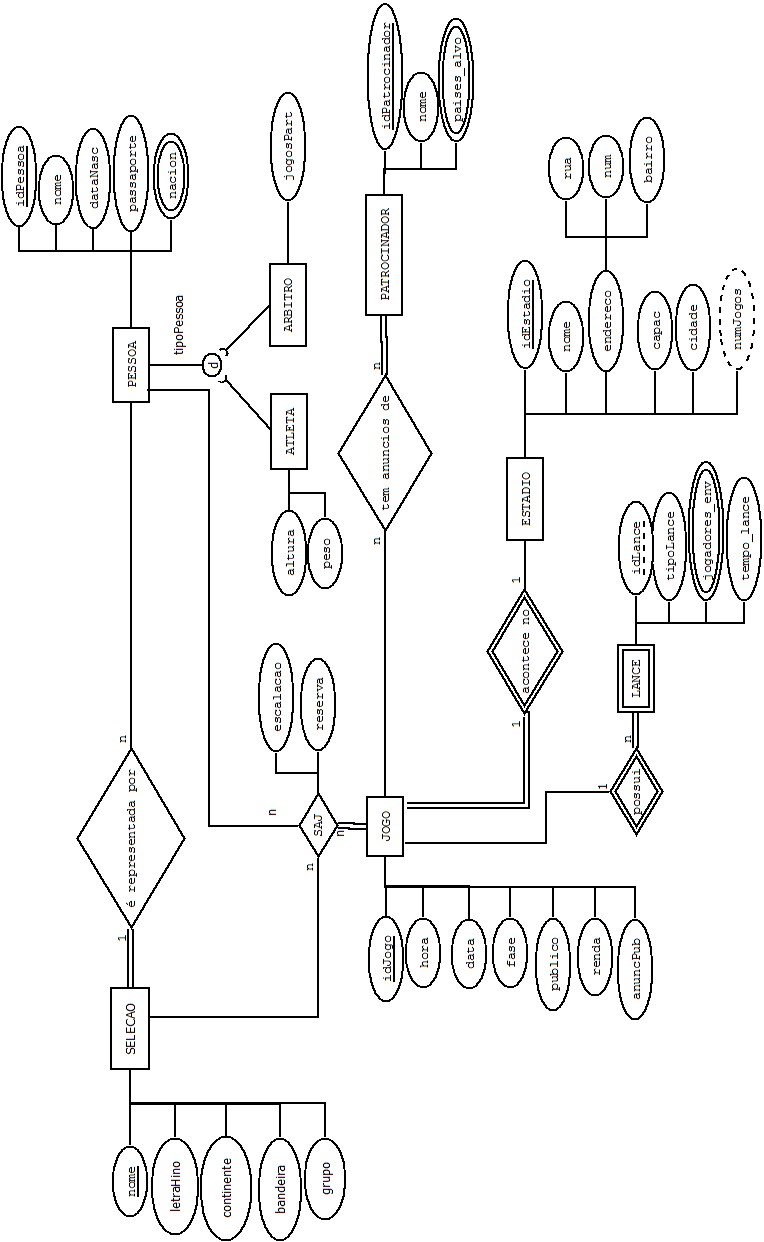 nome
letraHino
continente
bandeira
grupo
SELECAO
1
é representada por
n
PESSOA
idPessoa
nome
dataNasc
passaporte
nacion
tipoPessoa
d
ATLETA
altura
peso
ARBITRO
jogosPart
n
n
SAJ
n
escalacao
reserva
JOGO
idJogo
hora
data
fase
publico
renda
anuncPub
n
tem anuncios de
n
PATROCINADOR
idPatrocinador
nome
paises_alvo
1
acontece no
1
ESTADIO
idEstadio
nome
endereco
capac
cidade
numJogos
rua
num
bairro
1
possui
n
LANCE
idLance
tipoLance
jogadores_env
tempo_lance